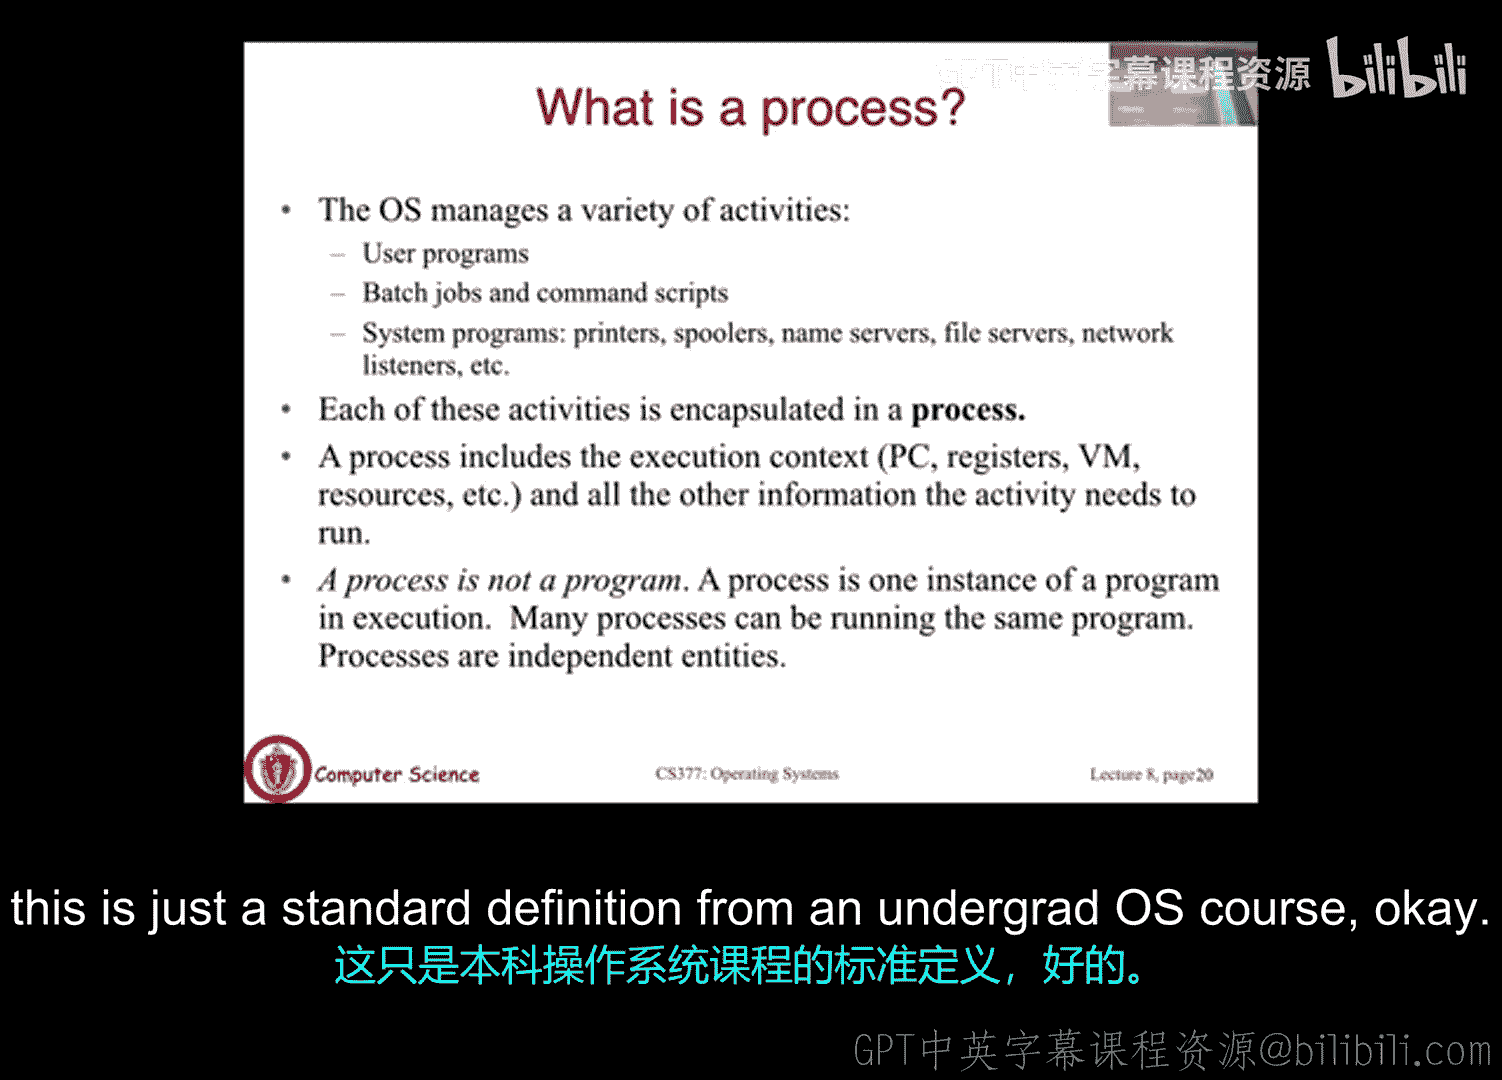 GPT中英字幕课程资源 bilibili
What is a process?
• The OS manages a variety of activities:
– User programs
– Batch jobs and command scripts
– System programs: printers, spoolers, name servers, file servers, network
listeners, etc.
• Each of these activities is encapsulated in a process.
• A process includes the execution context (PC, registers, VM,
resources, etc.) and all the other information the activity needs to
run.
• A process is not a program. A process is one instance of a program
in execution. Many processes can be running the same program.
Processes are independent entities.
Computer Science
CS377: Operating Systems
Lecture 8, page20
this is just a standard definition from an undergrad OS course, okay.
这只是本科操作系统课程的标准定义，好的。
GPT中英字幕课程资源@bilibili.com